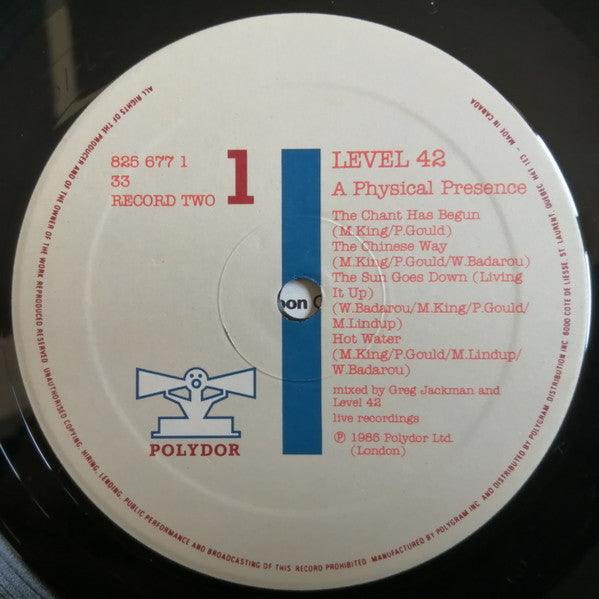 825 677 1
33
RECORD TWO
1
LEVEL 42
A Physical Presence
The Chant Has Begun
(M.King/P.Gould)
The Chinese Way
(M.King/P.Gould/W.Badarou)
The Sun Goes Down (Living
It Up)
(W.Badarou/M.King/P.Gould/
M.Lindup)
Hot Water
(M.King/P.Gould/M.Lindup/
W.Badarou)
mixed by Greg Jackman and
Level 42
live recordings
℗ 1985 Polydor Ltd.
(London)
POLYDOR
ALL RIGHTS OF THE PRODUCER AND OF THE OWNER OF THE WORK REPRODUCED RESERVED. UNAUTHORISED COPYING, HIRING, LENDING, PUBLIC PERFORMANCE AND BROADCASTING OF THIS RECORD PROHIBITED. MANUFACTURED BY POLYGRAM INC. AND DISTRIBUTED BY POLYGRAM DISTRIBUTION INC. 6000 COTE DE LIESSE, ST. LAURENT, QUEBEC H4T 1E3 - MADE IN CANADA